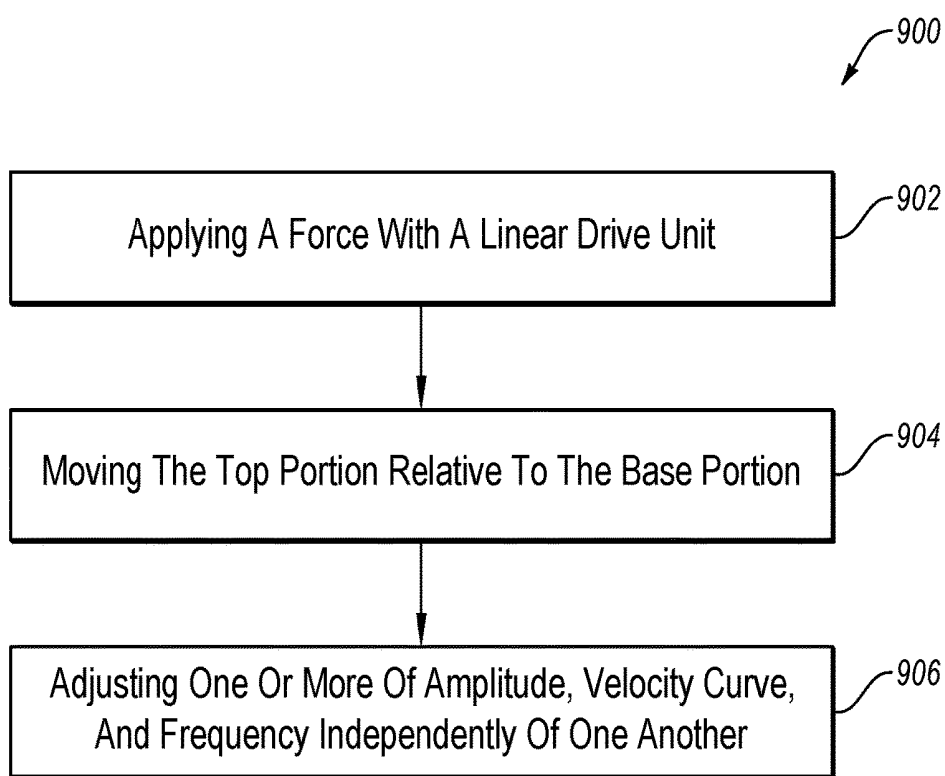 900
902
Applying A Force With A Linear Drive Unit
904
Moving The Top Portion Relative To The Base Portion
906
Adjusting One Or More Of Amplitude, Velocity Curve,
And Frequency Independently Of One Another